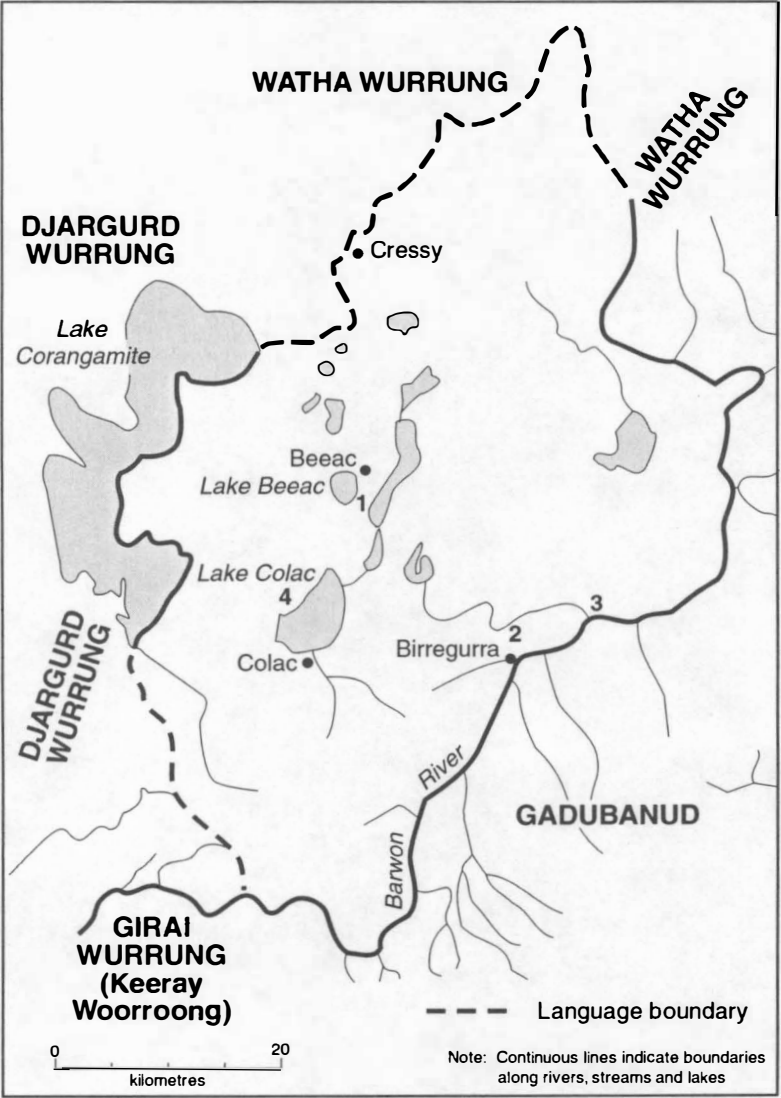 WATHA WURRUNG
WATHA
WURRUNG
DJARGURD
WURRUNG
Cressy
Lake
Corangamite
Beeac
Lake Beeac
1
Lake Colac
4
3
2
Birregurra
Colac
DJARGURD
WURRUNG
River
GADUBANUD
Barwon
GIRAI
WURRUNG
(Keeray
Woorroong)
Language boundary
0 20
kilometres
Note: Continuous lines indicate boundaries
along rivers, streams and lakes